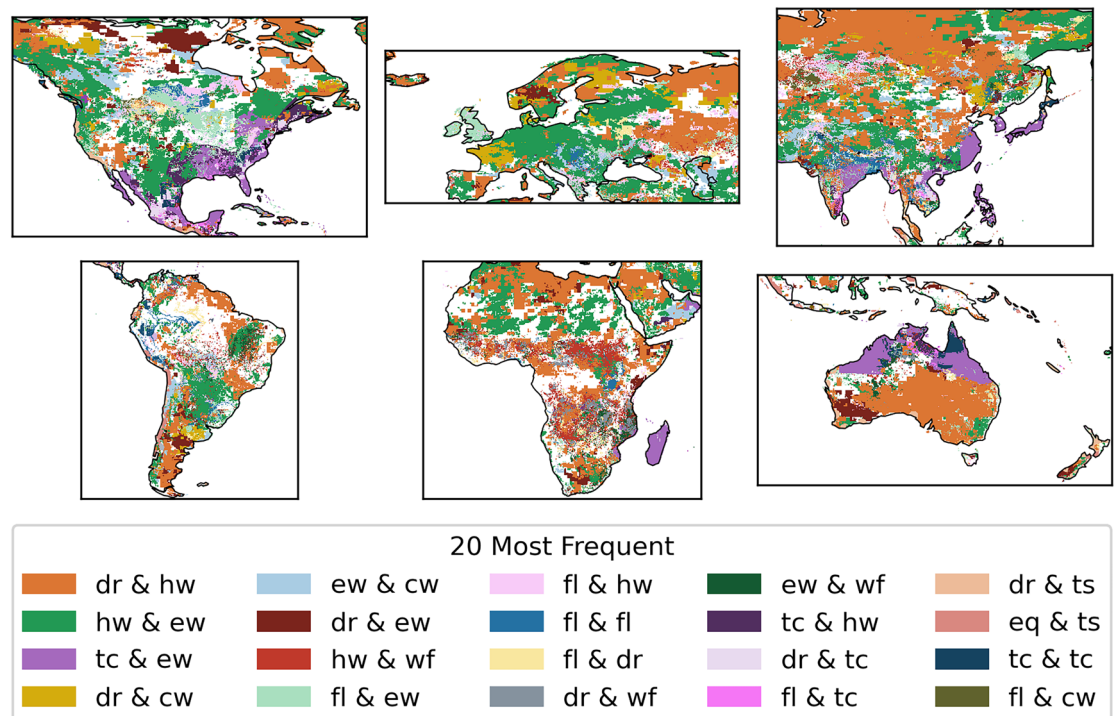 20 Most Frequent
dr & hw ew & cw fl & hw ew & wf dr & ts
hw & ew dr & ew fl & fl tc & hw eq & ts
tc & ew hw & wf fl & dr dr & tc tc & tc
dr & cw fl & ew dr & wf fl & tc fl & cw